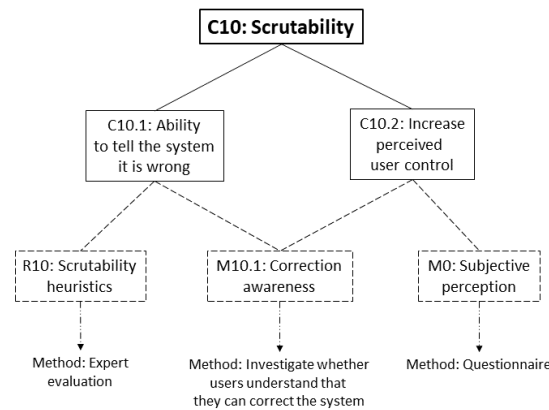 C10: Scrutability
C10.1: Ability
to tell the system
it is wrong
C10.2: Increase
perceived
user control
R10: Scrutability
heuristics
M10.1: Correction
awareness
M0: Subjective
perception
Method: Expert
evaluation
Method: Investigate whether
users understand that
they can correct the system
Method: Questionnaire